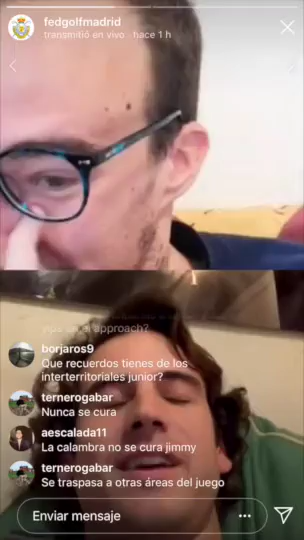 fedgolfmadrid
transmitió en vivo · hace 1 h
approach?
borjaros9
Que recuerdos tienes de los
interterritoriales junior?
ternerogabar
Nunca se cura
aescalada11
La calambra no se cura jimmy
ternerogabar
Se traspasa a otras áreas del juego
Enviar mensaje